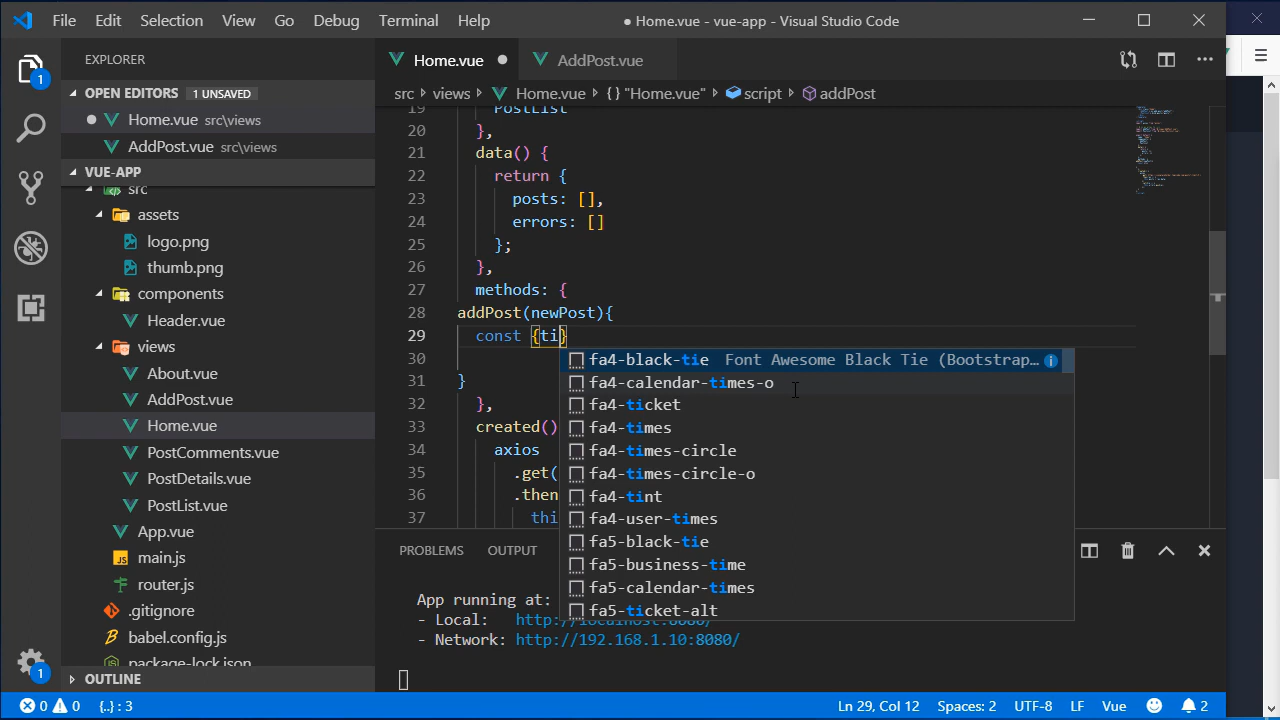 File Edit Selection View Go Debug Terminal Help
● Home.vue - vue-app - Visual Studio Code
EXPLORER
OPEN EDITORS 1 UNSAVED
Home.vue src\views
AddPost.vue src\views
VUE-APP
src
assets
logo.png
thumb.png
components
Header.vue
views
About.vue
AddPost.vue
Home.vue
PostComments.vue
PostDetails.vue
PostList.vue
App.vue
main.js
router.js
.gitignore
babel.config.js
package-lock.json
OUTLINE
1
1
Home.vue
AddPost.vue
src > views > Home.vue > {} "Home.vue" > script > addPost
19 PostList
20 },
21 data() {
22 return {
23 posts: [],
24 errors: []
25 };
26 },
27 methods: {
28 addPost(newPost){
29 const {ti}
30
31 }
32 },
33 created()
34 axios
35 .get(
36 .then
37 thi
fa4-black-tie Font Awesome Black Tie (Bootstrap…
fa4-calendar-times-o
fa4-ticket
fa4-times
fa4-times-circle
fa4-times-circle-o
fa4-tint
fa4-user-times
fa5-black-tie
fa5-business-time
fa5-calendar-times
fa5-ticket-alt
PROBLEMS OUTPUT
App running at:
- Local: http://localhost:8080/
- Network: http://192.168.1.10:8080/
0 0 {..} : 3
Ln 29, Col 12 Spaces: 2 UTF-8 LF Vue 2